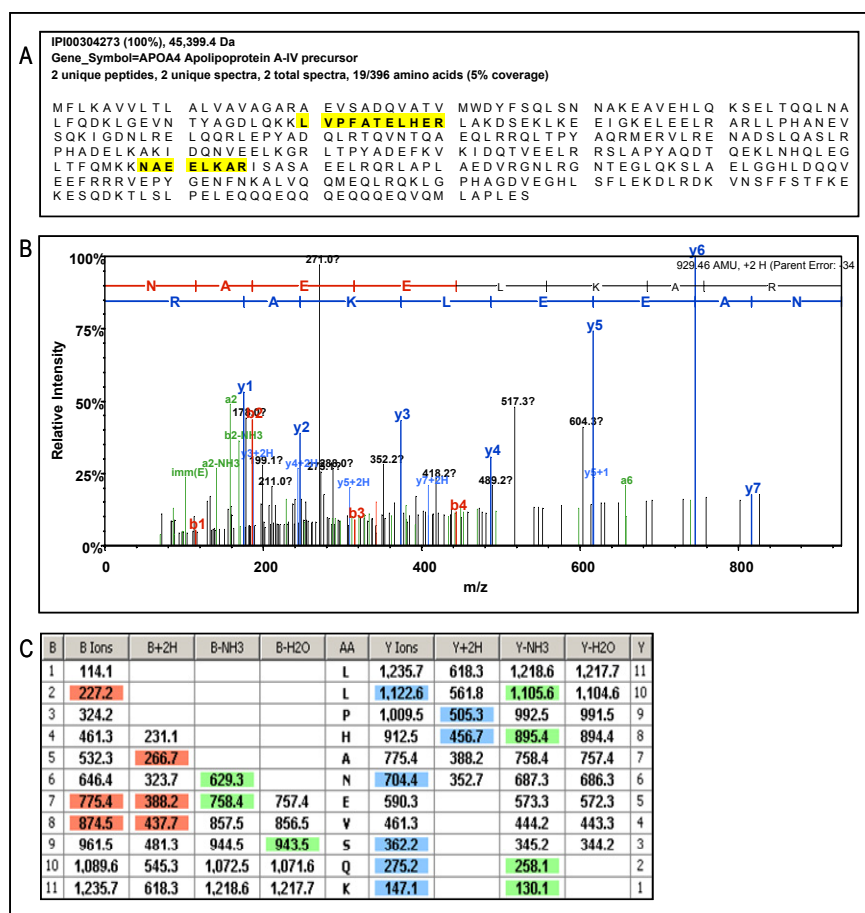 A
IPI00304273 (100%), 45,399.4 Da
Gene_Symbol=APOA4 Apolipoprotein A-IV precursor
2 unique peptides, 2 unique spectra, 2 total spectra, 19/396 amino acids (5% coverage)
MFLKAVVLTL ALVAVAGARA EVSADQVATV MWDYFSQLSN NAKEAVEHLQ KSELTQQLNA
LFQDKLGEVN TYAGDLQKKL VPFATELHER LAKDSEKLKE EIGKELEELR ARLLPHANEV
SQKIGDNLRE LQQRLEPYAD QLRTQVNTQA EQLRRQLTPY AQRMERVLRE NADSLQASLR
PHADELKAKI DQNVEELKGR LTPYADEFKV KIDQTVEELR RSLAPYAQDT QEKLNHQLEG
LTFQMKKNAE ELKARISASA EELRQRLAPL AEDVRGNLRG NTEGLQKSLA ELGGHLDQQV
EEFRRRVEPY GENFNKALVQ QMEQLRQKLG PHAGDVEGHL SFLEKDLRDK VNSFFSTFKE
KESQDKTLSL PELEQQQEQQ QEQQQEQVQM LAPLES
B
100%
271.0?
y6
929.46 AMU, +2 H (Parent Error: -34
N A E E L K A R
R A K L E E A N
75%
y5
50%
a2
y1
b2
517.3?
b2-NH3
y2
y3
604.3?
y3+2H
99.1?
a2-NH3
y4+2H
352.2?
418.2?
y4
25%
imm(E)
211.0?
y5+2H
y7+2H
489.2?
y5+1
a6
y7
b1
b3
b4
0%
0 200 400 600 800
Relative Intensity
m/z
C
B B Ions B+2H B-NH3 B-H2O AA Y Ions Y+2H Y-NH3 Y-H2O Y
1 114.1 L 1,235.7 618.3 1,218.6 1,217.7 11
2 227.2 L 1,122.6 561.8 1,105.6 1,104.6 10
3 324.2 P 1,009.5 505.3 992.5 991.5 9
4 461.3 231.1 H 912.5 456.7 895.4 894.4 8
5 532.3 266.7 A 775.4 388.2 758.4 757.4 7
6 646.4 323.7 629.3 N 704.4 352.7 687.3 686.3 6
7 775.4 388.2 758.4 757.4 E 590.3 573.3 572.3 5
8 874.5 437.7 857.5 856.5 V 461.3 444.2 443.3 4
9 961.5 481.3 944.5 943.5 S 362.2 345.2 344.2 3
10 1,089.6 545.3 1,072.5 1,071.6 Q 275.2 258.1 2
11 1,235.7 618.3 1,218.6 1,217.7 K 147.1 130.1 1